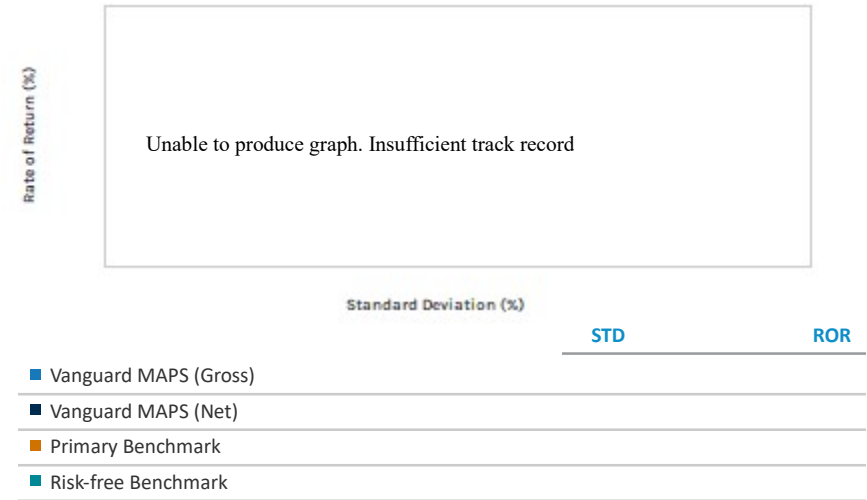 Rate of Return (%)
Unable to produce graph. Insufficient track record
Standard Deviation (%)
STD ROR
Vanguard MAPS (Gross)
Vanguard MAPS (Net)
Primary Benchmark
Risk-free Benchmark